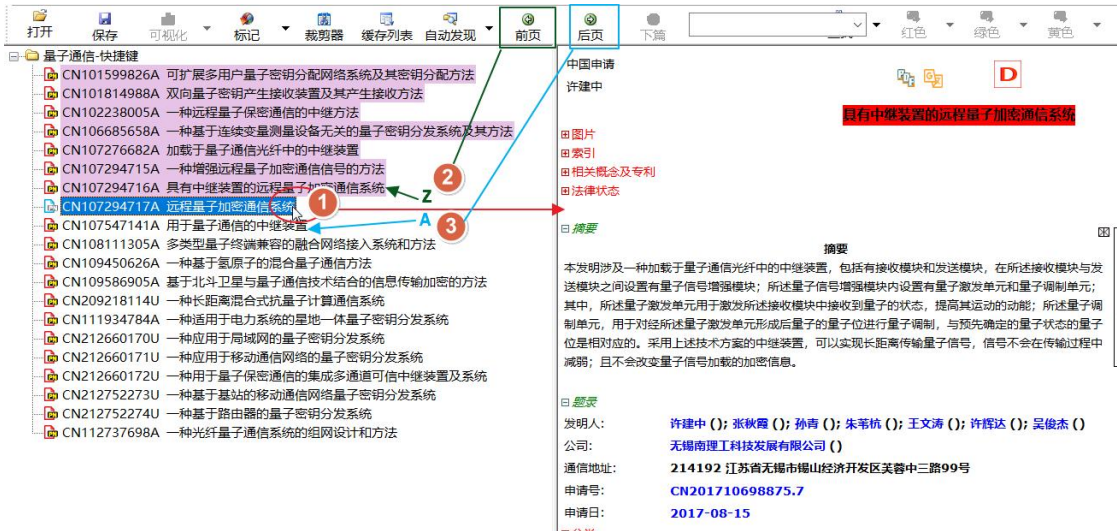 打开
保存
可视化
标记
裁剪器
缓存列表
自动发现
前页
后页
下篇
红色
绿色
黄色
量子通信-快捷键
CN101599826A 可扩展多用户量子密钥分配网络系统及其密钥分配方法
CN101814988A 双向量子密钥产生接收装置及其产生接收方法
CN102238005A 一种远程量子保密通信的中继方法
CN106685658A 一种基于连续变量测量设备无关的量子密钥分发系统及其方法
CN107276682A 加载于量子通信光纤中的中继装置
CN107294715A 一种增强远程量子加密通信信号的方法
CN107294716A 具有中继装置的远程量子加密通信系统
CN107294717A 远程量子加密通信系统
CN107547141A 用于量子通信的中继装置
CN108111305A 多类型量子终端兼容的融合网络接入系统和方法
CN109450626A 一种基于氢原子的混合量子通信方法
CN109586905A 基于北斗卫星与量子通信技术结合的信息传输加密的方法
CN209218114U 一种长距离混合式抗量子计算通信系统
CN111934784A 一种适用于电力系统的星地一体量子密钥分发系统
CN212660170U 一种应用于局域网的量子密钥分发系统
CN212660171U 一种应用于移动通信网络的量子密钥分发系统
CN212660172U 一种用于量子保密通信的集成多通道可信中继装置及系统
CN212752273U 一种基于基站的移动通信网络量子密钥分发系统
CN212752274U 一种基于路由器的量子密钥分发系统
CN112737698A 一种光纤量子通信系统的组网设计和方法
1
2
Z
A
3
中国申请
许建中
D
具有中继装置的远程量子加密通信系统
图片
索引
相关概念及专利
法律状态
摘要
摘要
本发明涉及一种加载于量子通信光纤中的中继装置，包括有接收模块和发送模块，在所述接收模块与发
送模块之间设置有量子信号增强模块；所述量子信号增强模块内设置有量子激发单元和量子调制单元；
其中，所述量子激发单元用于激发所述接收模块中接收到量子的状态，提高其运动的动能；所述量子调
制单元，用于对经所述量子激发单元形成后量子的量子位进行量子调制，与预先确定的量子状态的量子
位是相对应的。采用上述技术方案的中继装置，可以实现长距离传输量子信号，信号不会在传输过程中
减弱；且不会改变量子信号加载的加密信息。
题录
发明人： 许建中 (); 张秋霞 (); 孙青 (); 朱苇杭 (); 王文涛 (); 许辉达 (); 吴俊杰 ()
公司： 无锡南理工科技发展有限公司 ()
通信地址： 214192 江苏省无锡市锡山经济开发区芙蓉中三路99号
申请号： CN201710698875.7
申请日： 2017-08-15